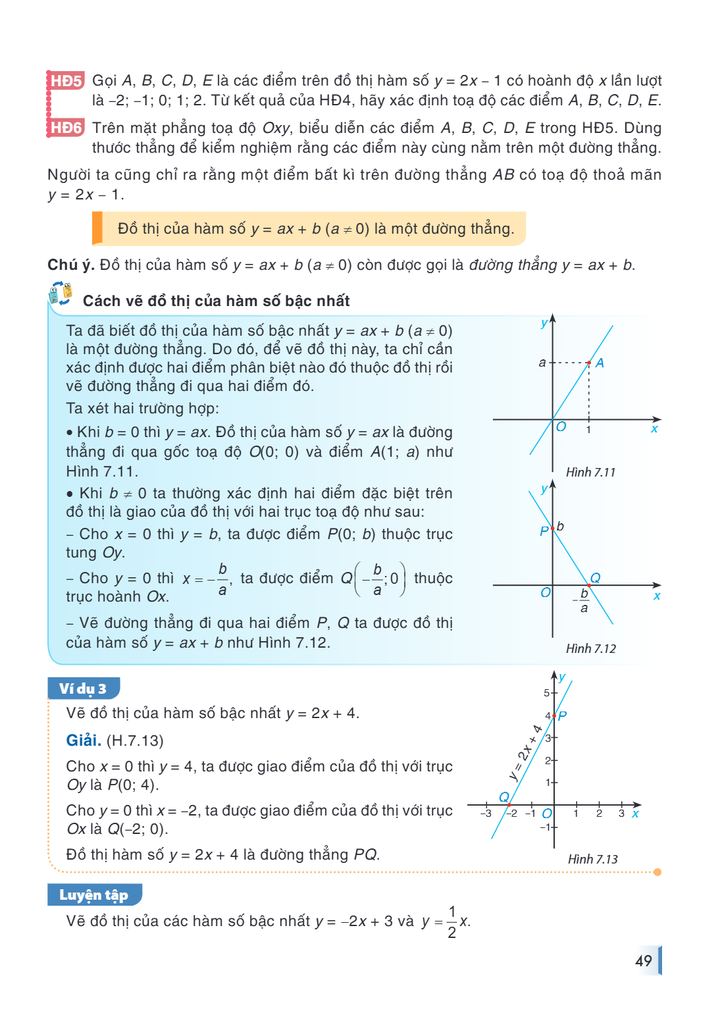 HĐ5 Gọi A, B, C, D, E là các điểm trên đồ thị hàm số y = 2x – 1 có hoành độ x lần lượt
là –2; –1; 0; 1; 2. Từ kết quả của HĐ4, hãy xác định toạ độ các điểm A, B, C, D, E.
HĐ6 Trên mặt phẳng toạ độ Oxy, biểu diễn các điểm A, B, C, D, E trong HĐ5. Dùng
thước thẳng để kiểm nghiệm rằng các điểm này cùng nằm trên một đường thẳng.
Người ta cũng chỉ ra rằng một điểm bất kì trên đường thẳng AB có toạ độ thoả mãn
y = 2x – 1.
Đồ thị của hàm số y = ax + b (a ≠ 0) là một đường thẳng.
Chú ý. Đồ thị của hàm số y = ax + b (a ≠ 0) còn được gọi là đường thẳng y = ax + b.
Cách vẽ đồ thị của hàm số bậc nhất
Ta đã biết đồ thị của hàm số bậc nhất y = ax + b (a ≠ 0)
là một đường thẳng. Do đó, để vẽ đồ thị này, ta chỉ cần
xác định được hai điểm phân biệt nào đó thuộc đồ thị rồi
vẽ đường thẳng đi qua hai điểm đó.
Ta xét hai trường hợp:
• Khi b = 0 thì y = ax. Đồ thị của hàm số y = ax là đường
thẳng đi qua gốc toạ độ O(0; 0) và điểm A(1; a) như
Hình 7.11.
• Khi b ≠ 0 ta thường xác định hai điểm đặc biệt trên
đồ thị là giao của đồ thị với hai trục toạ độ như sau:
– Cho x = 0 thì y = b, ta được điểm P(0; b) thuộc trục
tung Oy.
– Cho y = 0 thì x = –b/a, ta được điểm Q(–b/a; 0) thuộc
trục hoành Ox.
– Vẽ đường thẳng đi qua hai điểm P, Q ta được đồ thị
của hàm số y = ax + b như Hình 7.12.
y
a
A
O
1
x
Hình 7.11
y
P
b
Q
O
–b/a
x
Hình 7.12
Ví dụ 3
Vẽ đồ thị của hàm số bậc nhất y = 2x + 4.
Giải. (H.7.13)
Cho x = 0 thì y = 4, ta được giao điểm của đồ thị với trục
Oy là P(0; 4).
Cho y = 0 thì x = –2, ta được giao điểm của đồ thị với trục
Ox là Q(–2; 0).
Đồ thị hàm số y = 2x + 4 là đường thẳng PQ.
y
5
4 P
3
2
1
y = 2x + 4
Q
–3 –2 –1 O 1 2 3 x
–1
Hình 7.13
Luyện tập
Vẽ đồ thị của các hàm số bậc nhất y = –2x + 3 và y = 1/2 x.
49